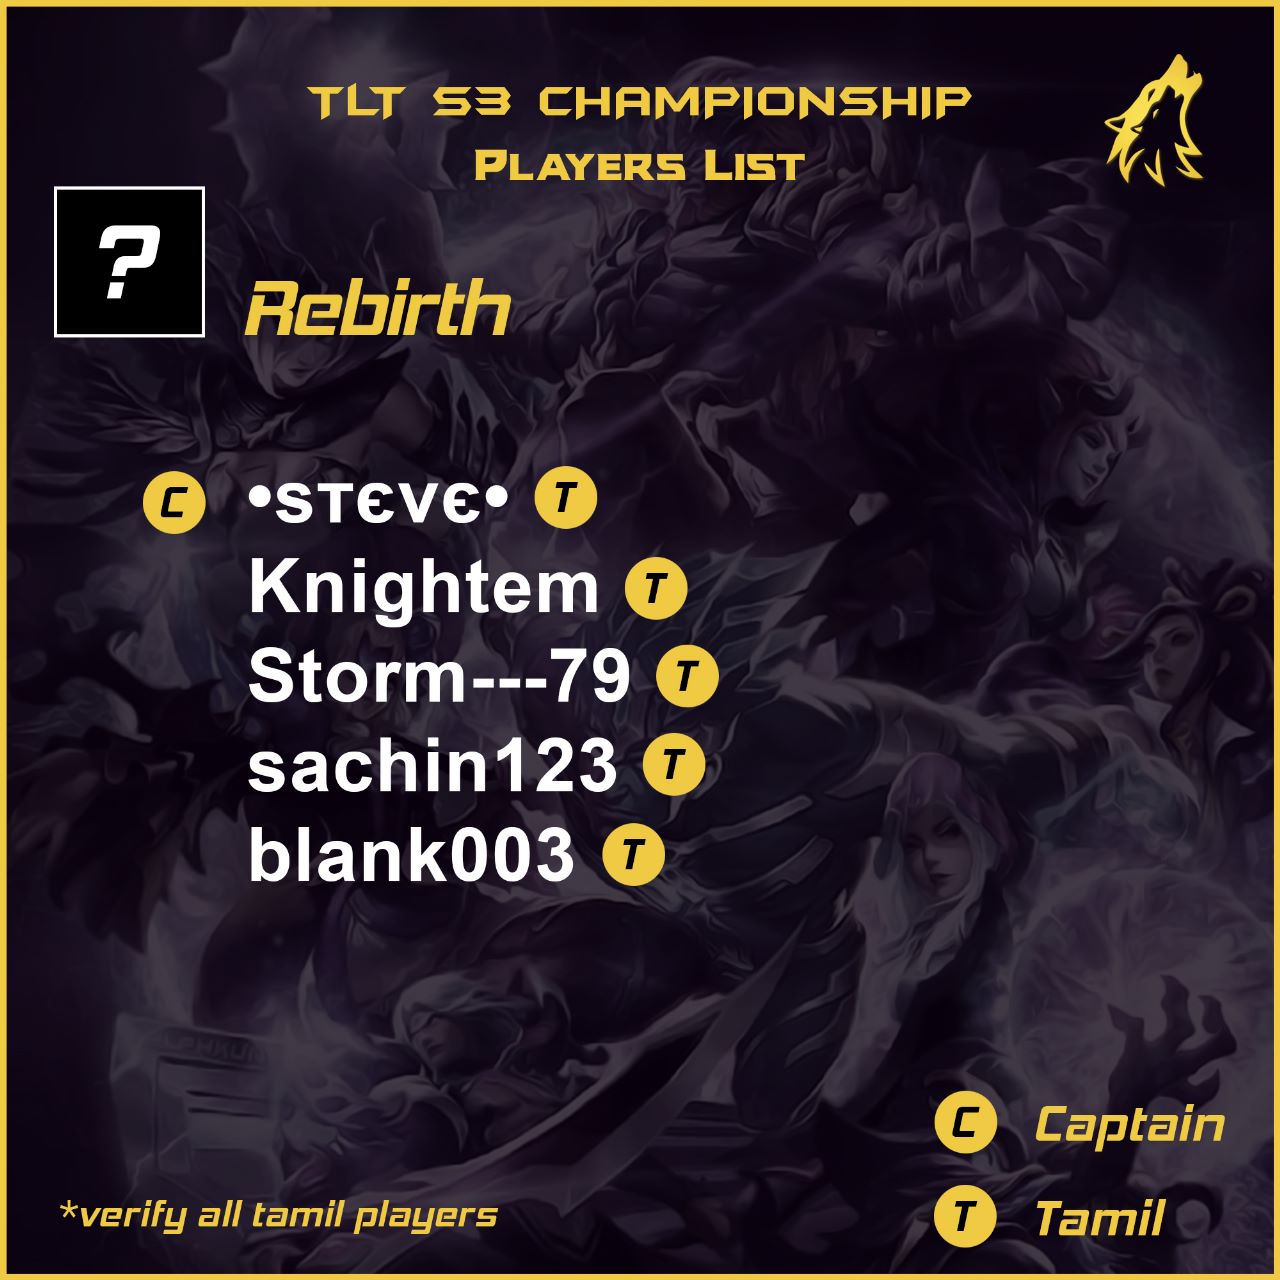 TLT S3 CHAMPIONSHIP
PLAYERS LIST
?
Rebirth
C •ѕтєνє• T
Knightem T
Storm---79 T
sachin123 T
blank003 T
C Captain
T Tamil
*verify all tamil players